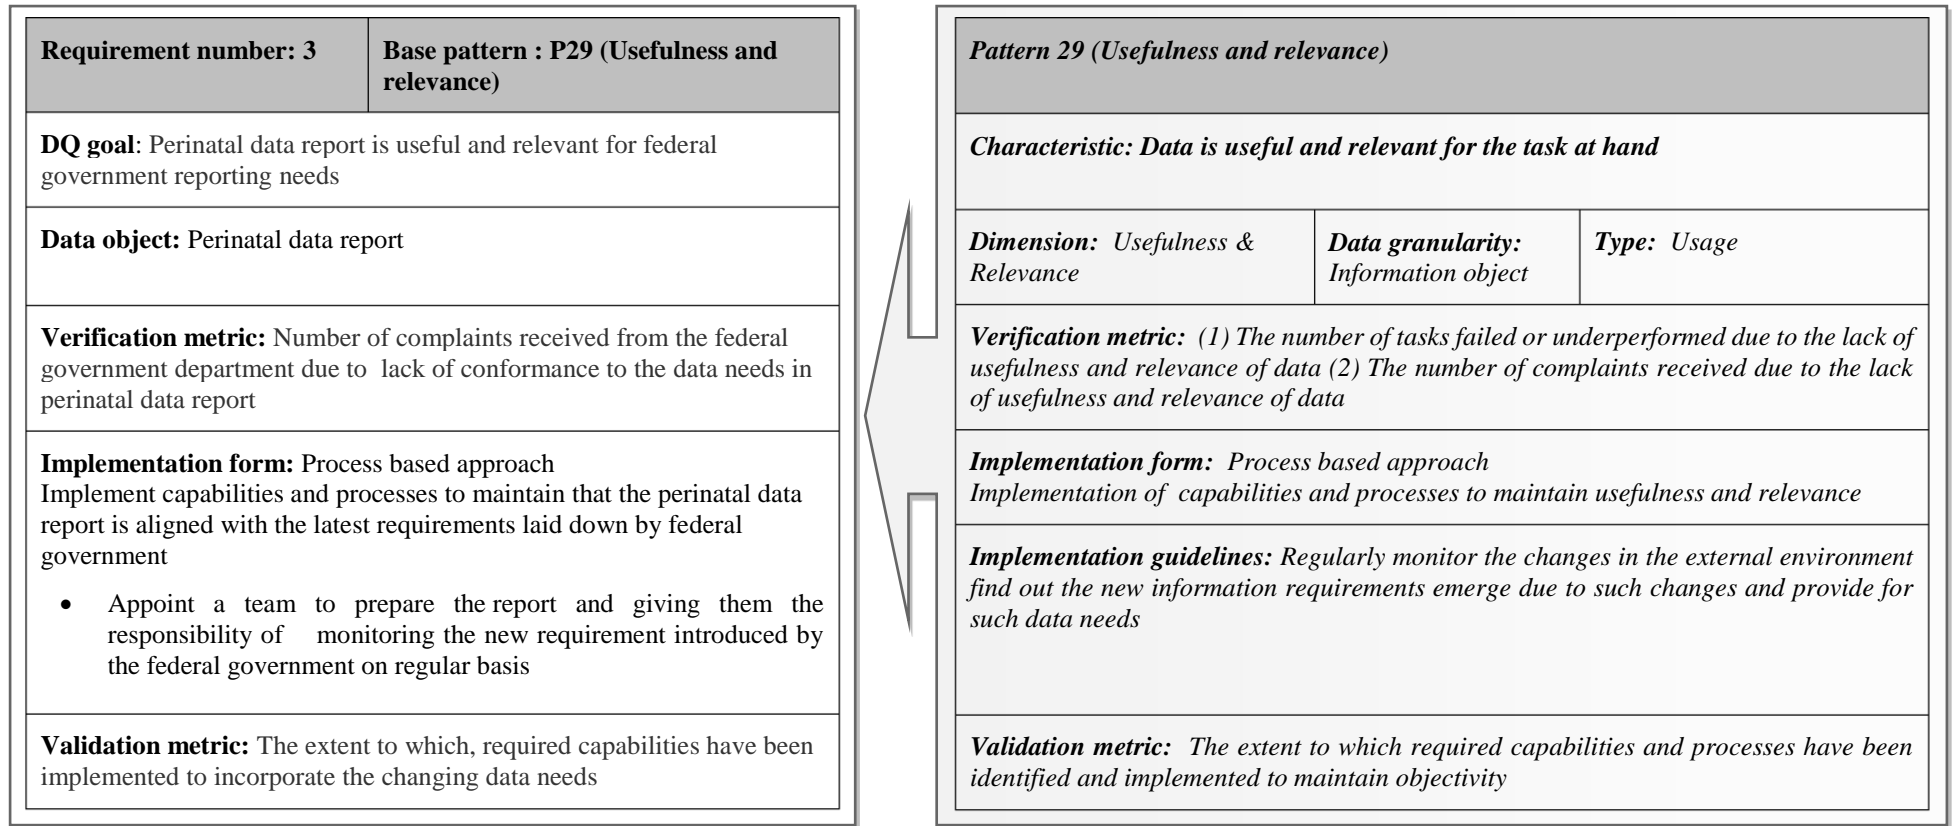 Requirement number: 3
Base pattern : P29 (Usefulness and
relevance)
DQ goal: Perinatal data report is useful and relevant for federal
government reporting needs
Data object: Perinatal data report
Verification metric: Number of complaints received from the federal
government department due to lack of conformance to the data needs in
perinatal data report
Implementation form: Process based approach
Implement capabilities and processes to maintain that the perinatal data
report is aligned with the latest requirements laid down by federal
government
• Appoint a team to prepare the report and giving them the
responsibility of monitoring the new requirement introduced by
the federal government on regular basis
Validation metric: The extent to which, required capabilities have been
implemented to incorporate the changing data needs
Pattern 29 (Usefulness and relevance)
Characteristic: Data is useful and relevant for the task at hand
Dimension: Usefulness &
Relevance
Data granularity:
Information object
Type: Usage
Verification metric: (1) The number of tasks failed or underperformed due to the lack of
usefulness and relevance of data (2) The number of complaints received due to the lack
of usefulness and relevance of data
Implementation form: Process based approach
Implementation of capabilities and processes to maintain usefulness and relevance
Implementation guidelines: Regularly monitor the changes in the external environment
find out the new information requirements emerge due to such changes and provide for
such data needs
Validation metric: The extent to which required capabilities and processes have been
identified and implemented to maintain objectivity